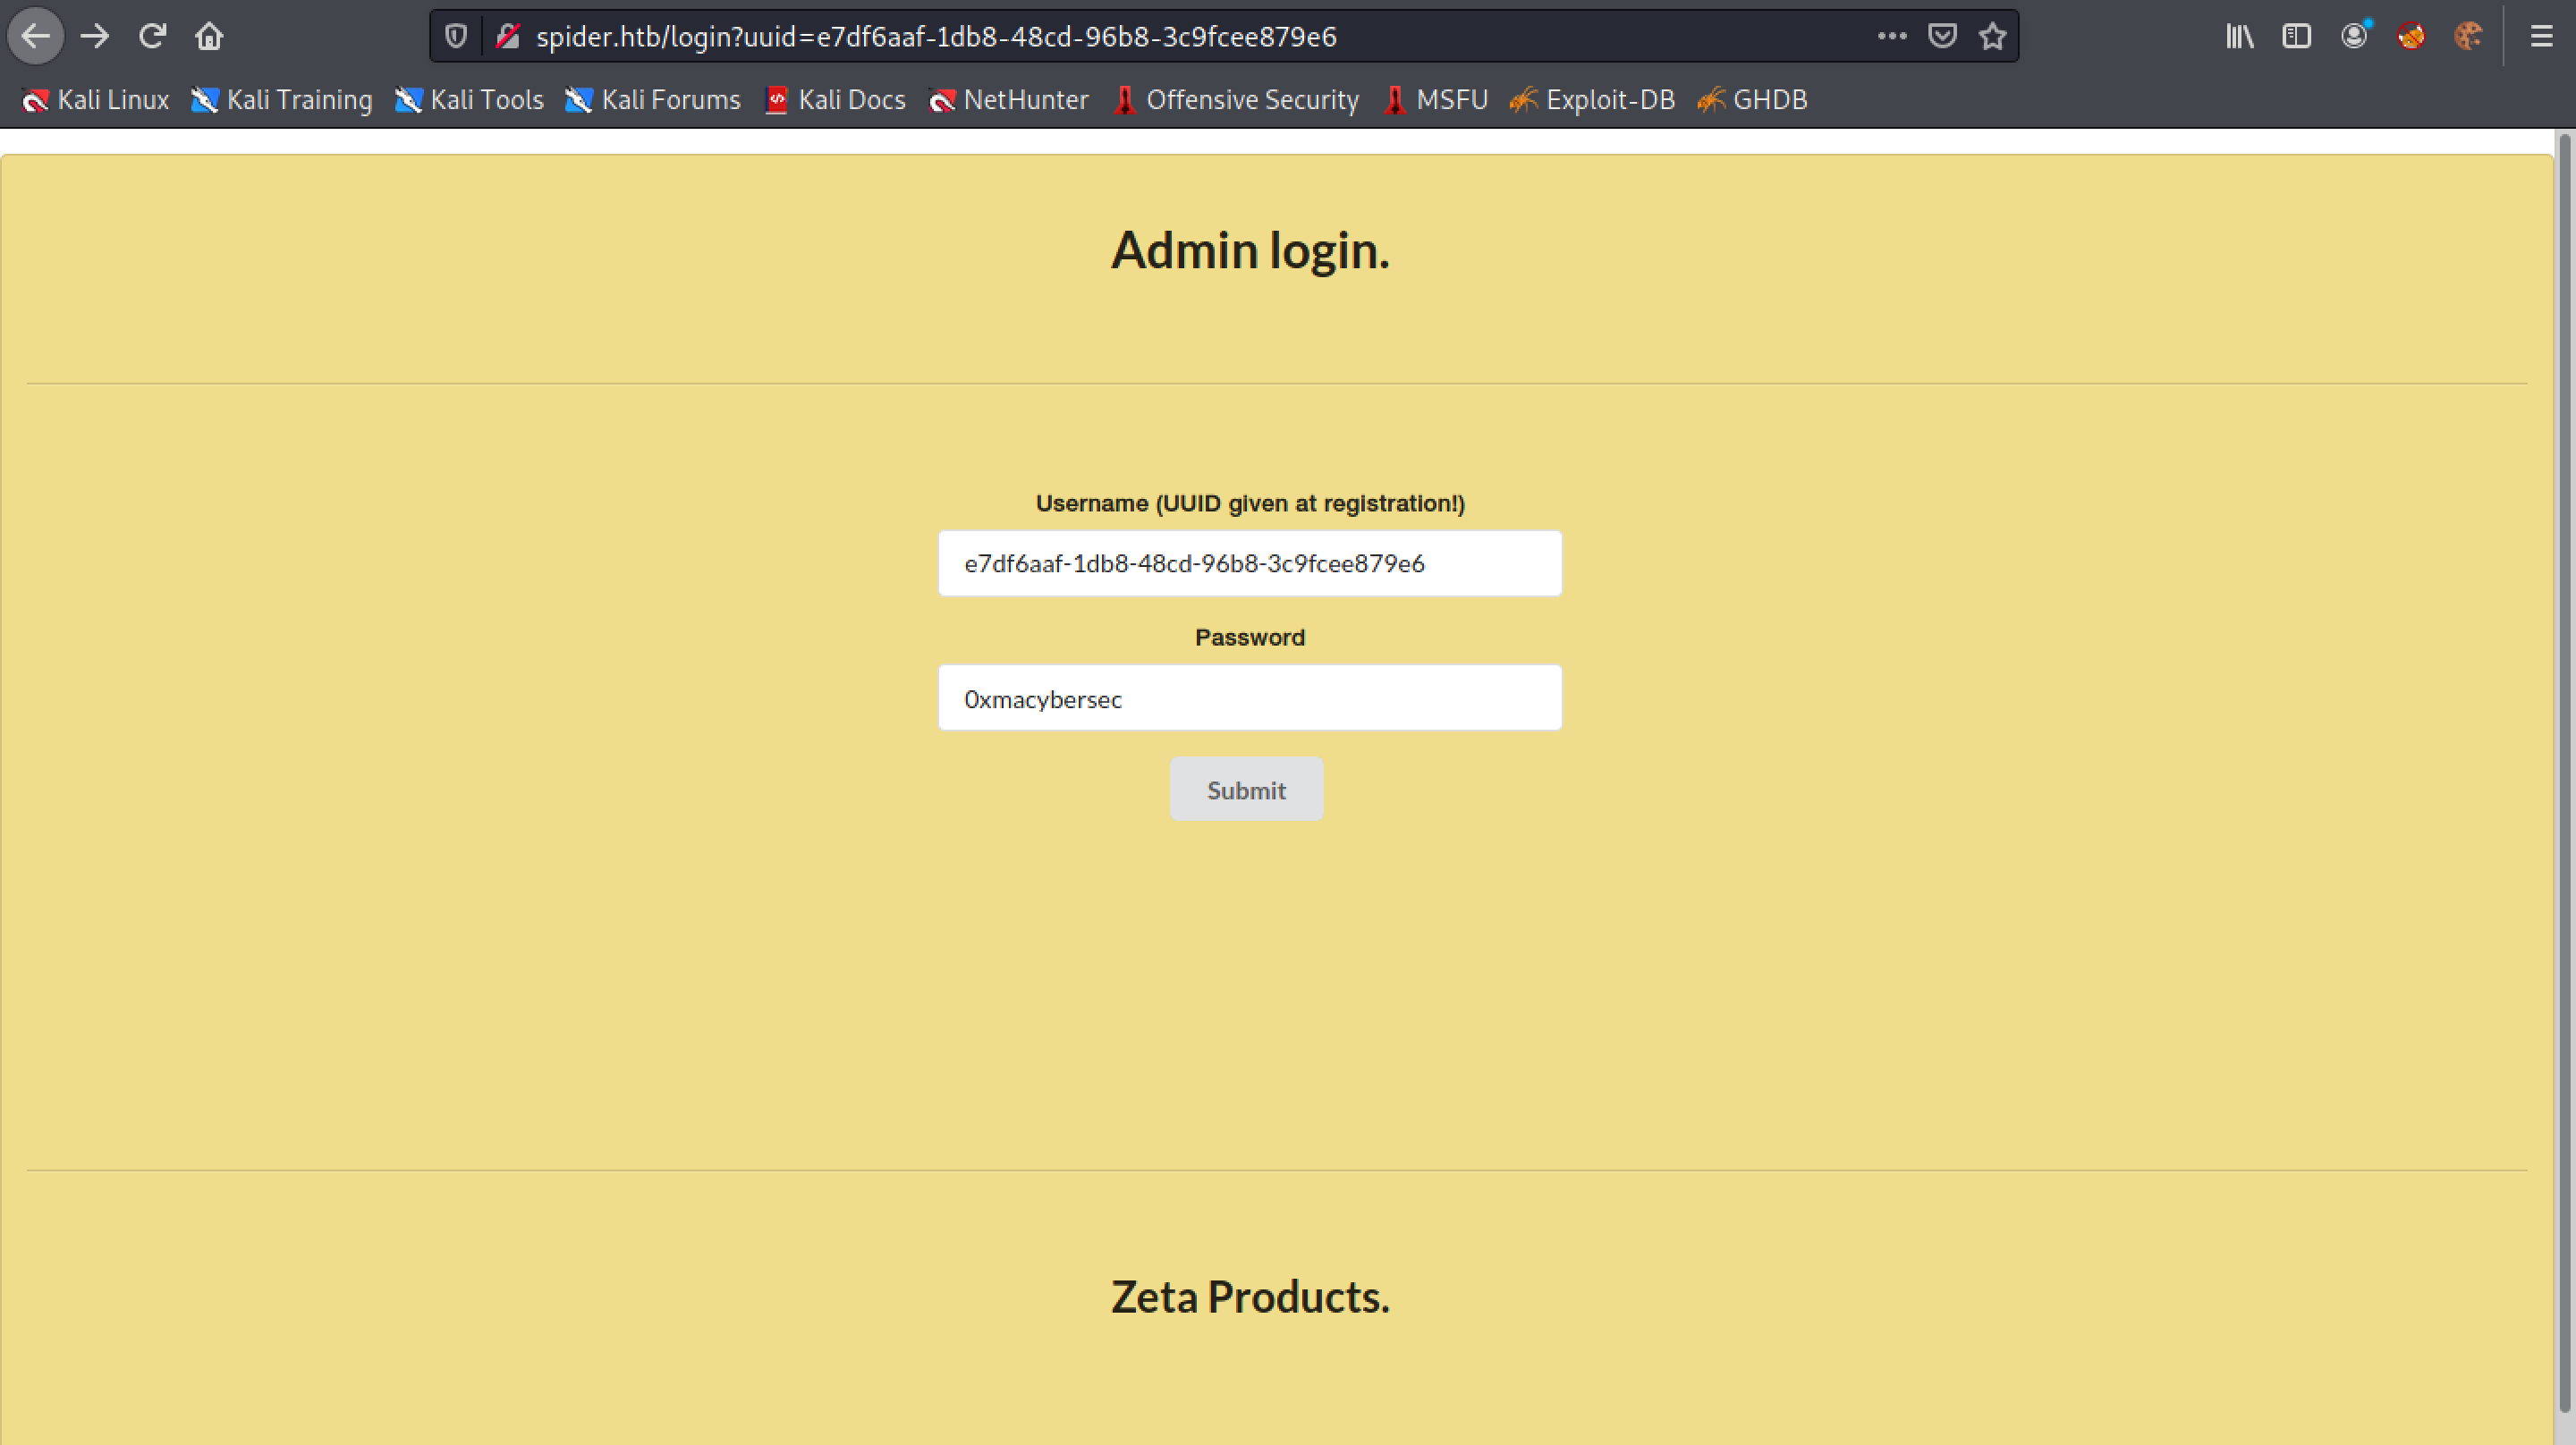 spider.htb/login?uuid=e7df6aaf-1db8-48cd-96b8-3c9fcee879e6
Kali Linux Kali Training Kali Tools Kali Forums Kali Docs NetHunter Offensive Security MSFU Exploit-DB GHDB
Admin login.
Username (UUID given at registration!)
e7df6aaf-1db8-48cd-96b8-3c9fcee879e6
Password
0xmacybersec
Submit
Zeta Products.